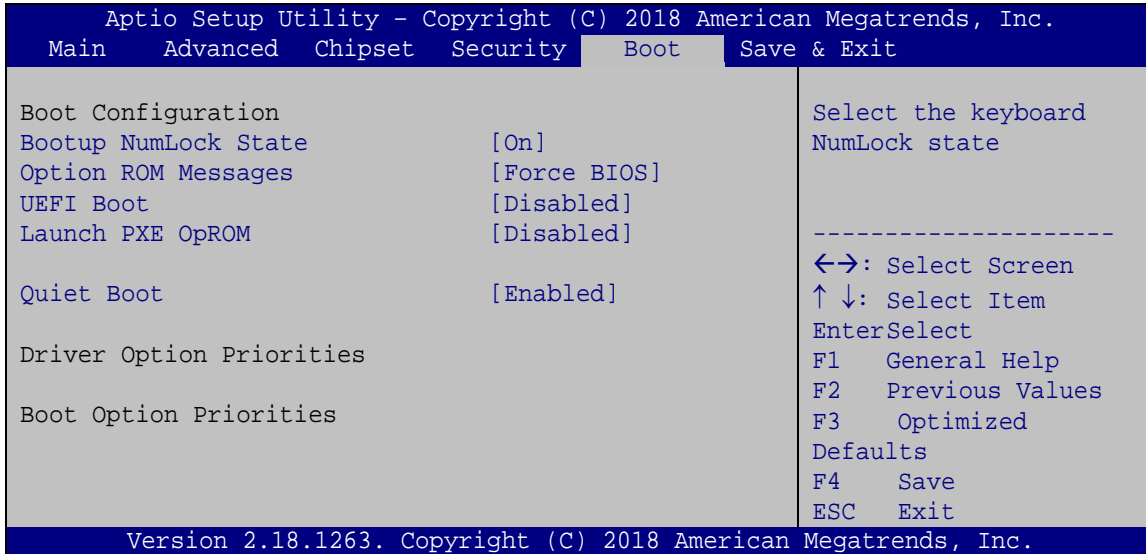 Aptio Setup Utility – Copyright (C) 2018 American Megatrends, Inc.
Main Advanced Chipset Security Boot Save & Exit
Boot Configuration
Bootup NumLock State [On]
Option ROM Messages [Force BIOS]
UEFI Boot [Disabled]
Launch PXE OpROM [Disabled]
Quiet Boot [Enabled]
Driver Option Priorities
Boot Option Priorities
Select the keyboard
NumLock state
---------------------
←→: Select Screen
↑ ↓: Select Item
EnterSelect
F1 General Help
F2 Previous Values
F3 Optimized
Defaults
F4 Save
ESC Exit
Version 2.18.1263. Copyright (C) 2018 American Megatrends, Inc.